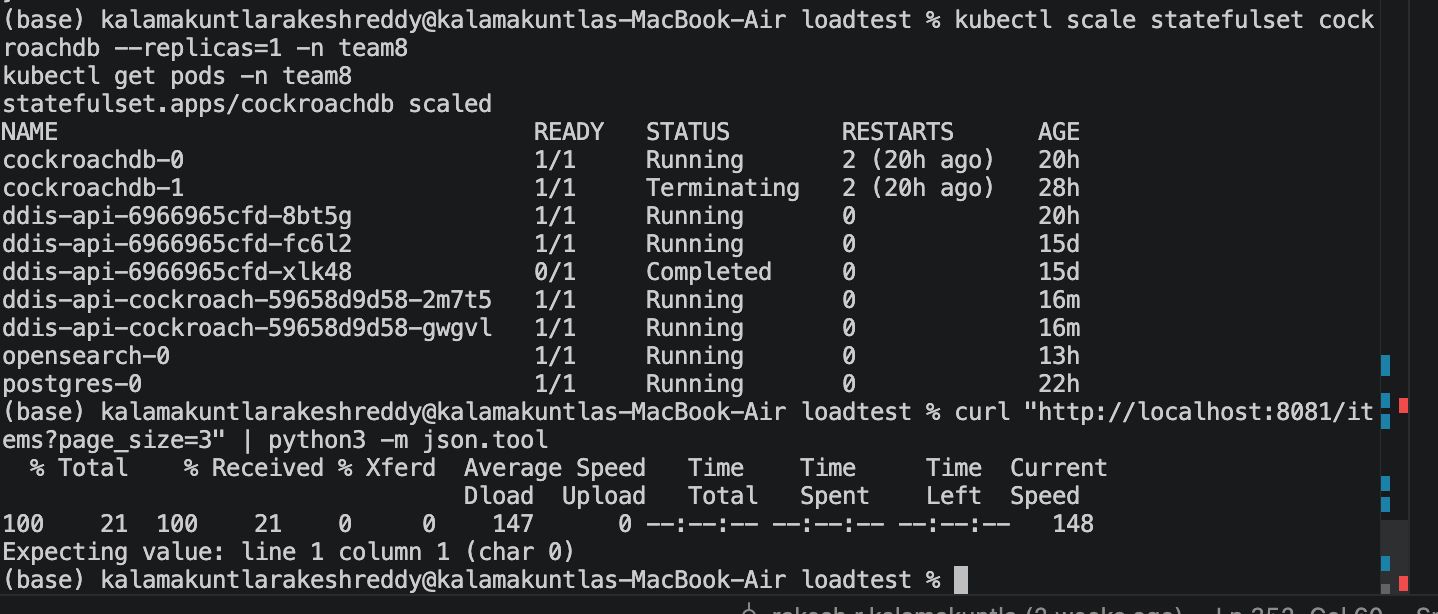 (base) kalamakuntlarakeshreddy@kalamakuntlas-MacBook-Air loadtest % kubectl scale statefulset cock
roachdb --replicas=1 -n team8
kubectl get pods -n team8
statefulset.apps/cockroachdb scaled
NAME READY STATUS RESTARTS AGE
cockroachdb-0 1/1 Running 2 (20h ago) 20h
cockroachdb-1 1/1 Terminating 2 (20h ago) 28h
ddis-api-6966965cfd-8bt5g 1/1 Running 0 20h
ddis-api-6966965cfd-fc6l2 1/1 Running 0 15d
ddis-api-6966965cfd-xlk48 0/1 Completed 0 15d
ddis-api-cockroach-59658d9d58-2m7t5 1/1 Running 0 16m
ddis-api-cockroach-59658d9d58-gwgvl 1/1 Running 0 16m
opensearch-0 1/1 Running 0 13h
postgres-0 1/1 Running 0 22h
(base) kalamakuntlarakeshreddy@kalamakuntlas-MacBook-Air loadtest % curl "http://localhost:8081/it
ems?page_size=3" | python3 -m json.tool
% Total % Received % Xferd Average Speed Time Time Time Current
Dload Upload Total Spent Left Speed
100 21 100 21 0 0 147 0 --:--:-- --:--:-- --:--:-- 148
Expecting value: line 1 column 1 (char 0)
(base) kalamakuntlarakeshreddy@kalamakuntlas-MacBook-Air loadtest %